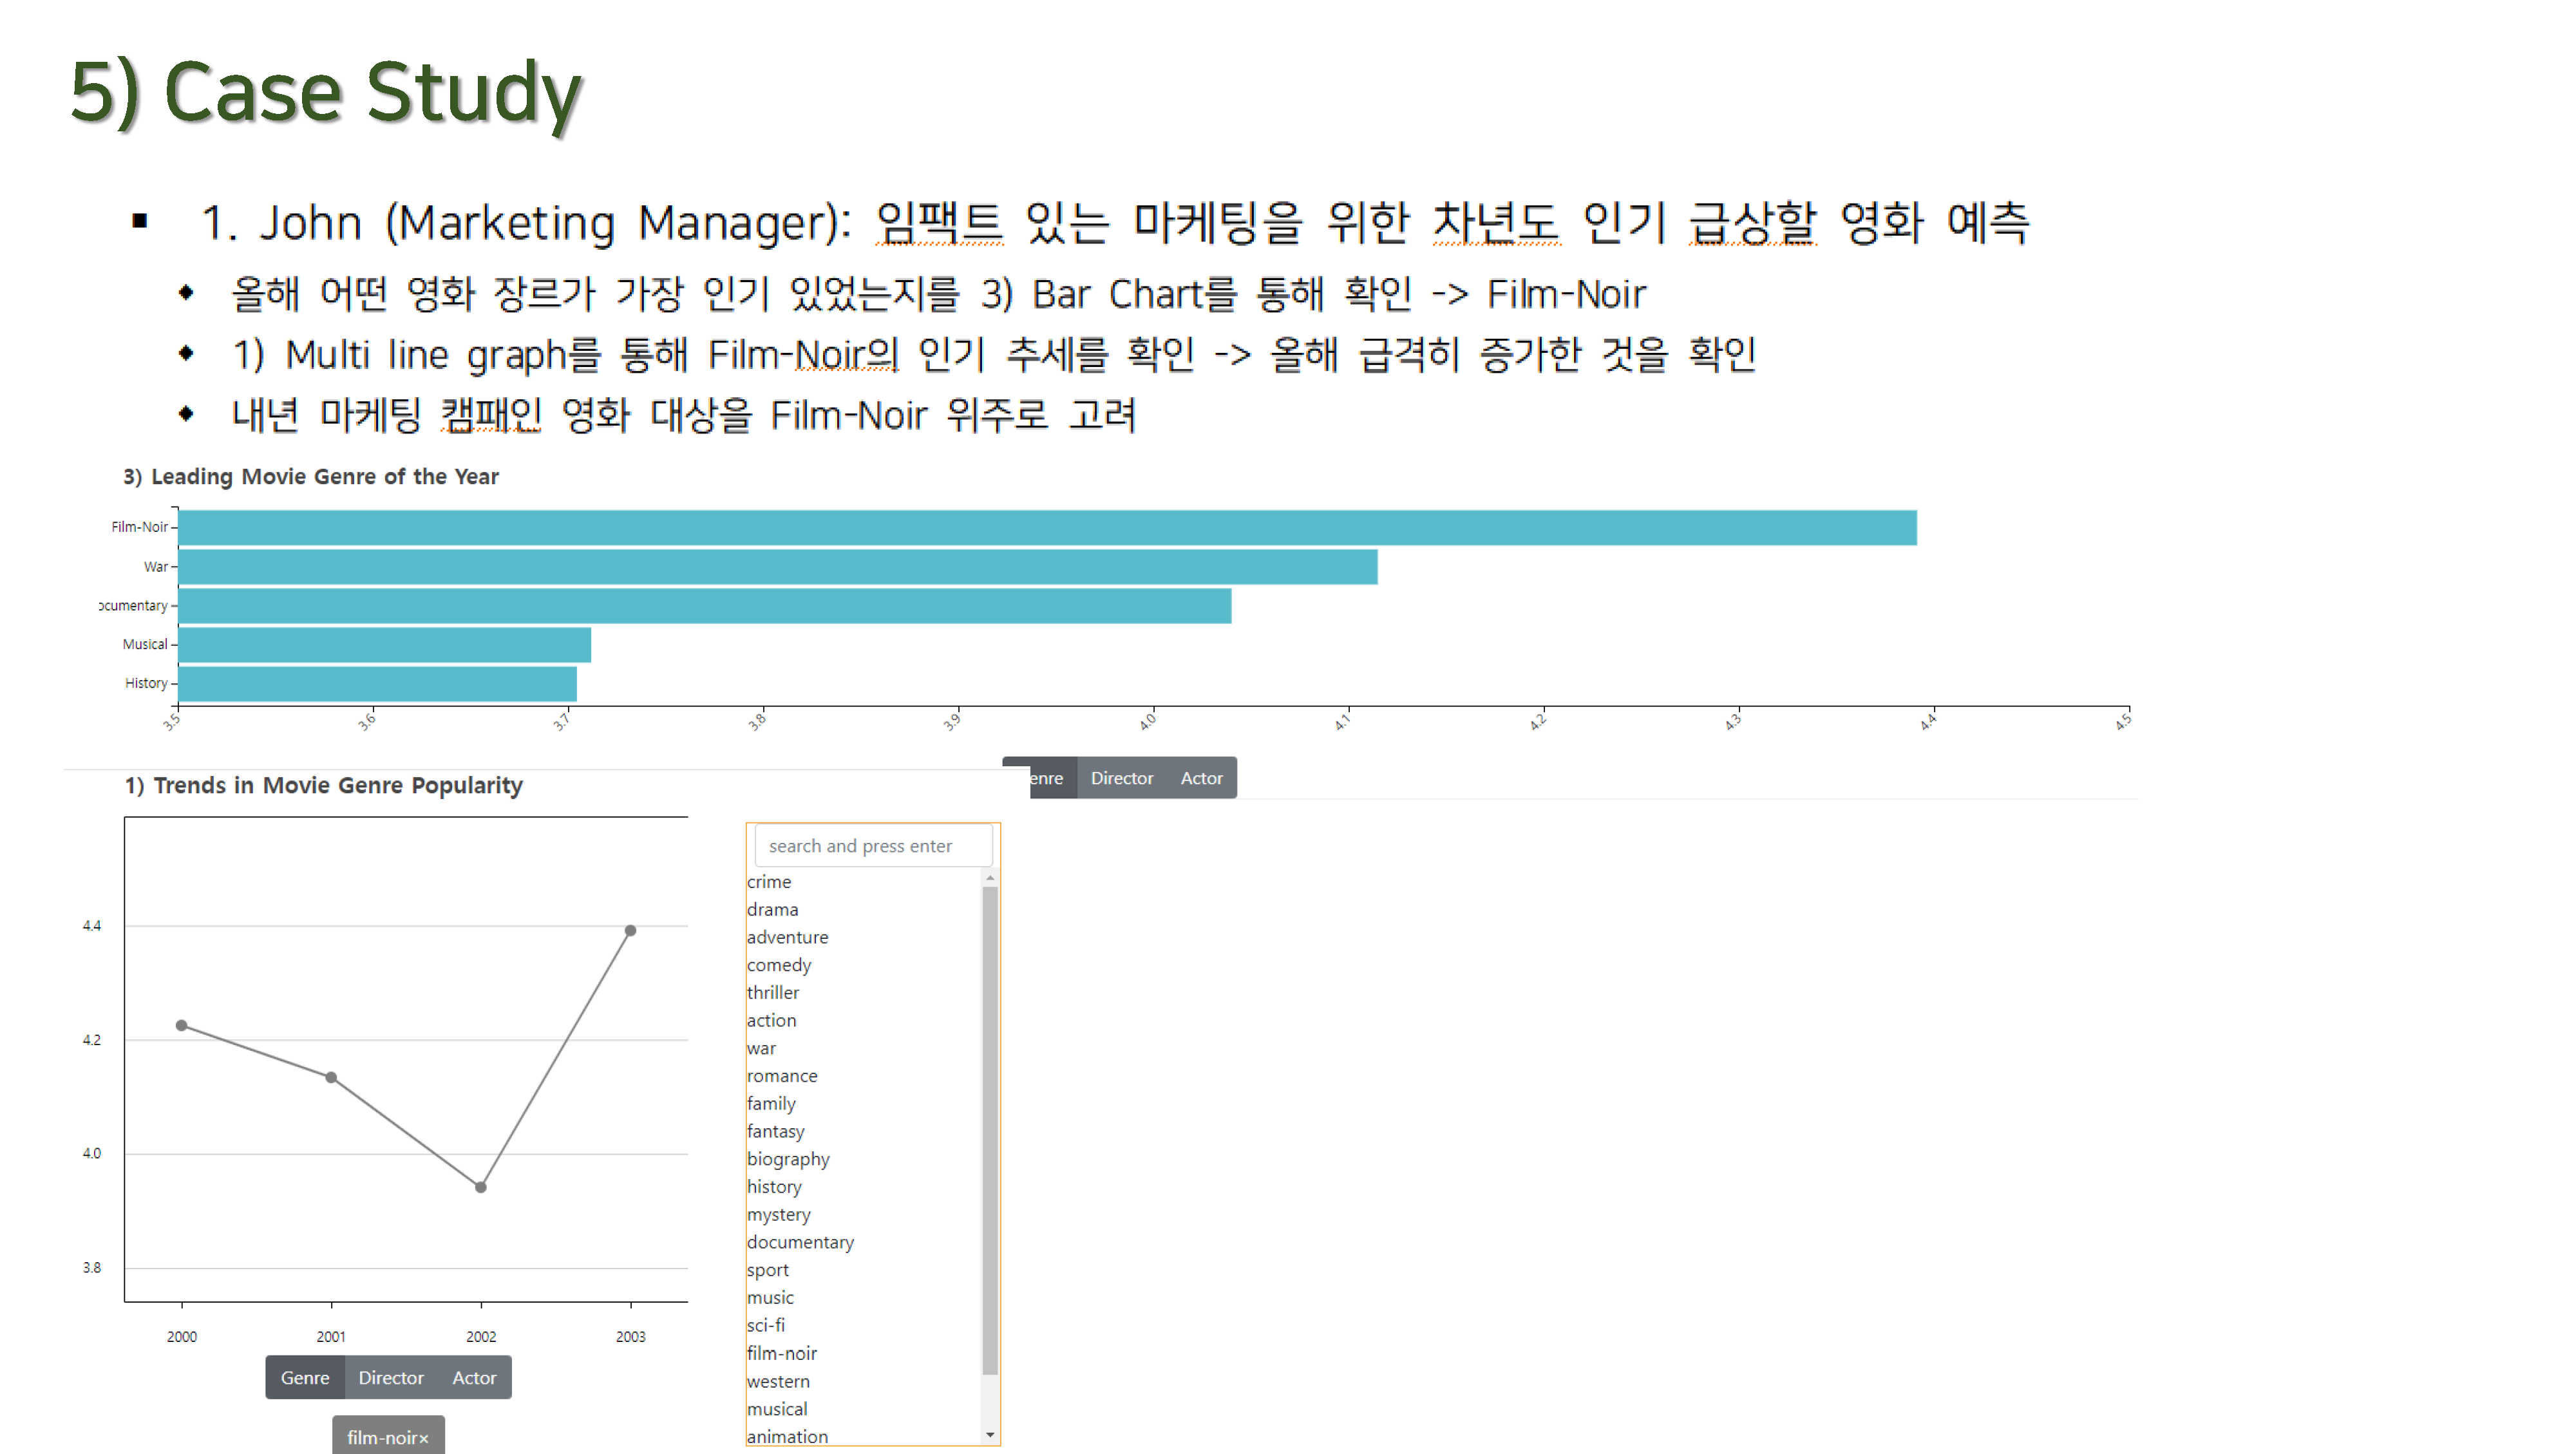 5) Case Study
1. John (Marketing Manager): 임팩트 있는 마케팅을 위한 차년도 인기 급상할 영화 예측
올해 어떤 영화 장르가 가장 인기 있었는지를 3) Bar Chart를 통해 확인 -> Film-Noir
1) Multi line graph를 통해 Film-Noir의 인기 추세를 확인 -> 올해 급격히 증가한 것을 확인
내년 마케팅 캠패인 영화 대상을 Film-Noir 위주로 고려
3) Leading Movie Genre of the Year
Film-Noir
War
ocumentary
Musical
History
3.5 3.6 3.7 3.8 3.9 4.0 4.1 4.2 4.3 4.4 4.5
enre Director Actor
1) Trends in Movie Genre Popularity
4.4
4.2
4.0
3.8
2000 2001 2002 2003
Genre Director Actor
film-noir×
search and press enter
crime
drama
adventure
comedy
thriller
action
war
romance
family
fantasy
biography
history
mystery
documentary
sport
music
sci-fi
film-noir
western
musical
animation